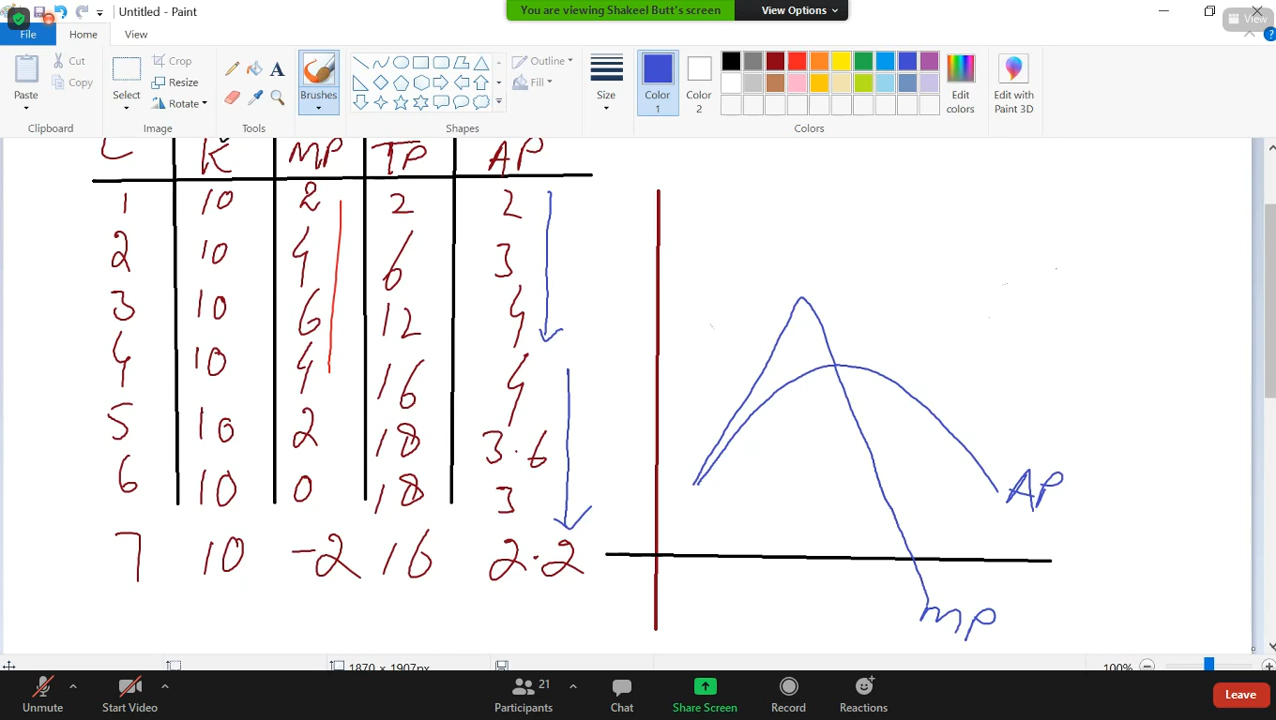 Untitled - Paint
You are viewing Shakeel Butt's screen
View Options
View
File
Home
View
Paste
Cut
Copy
Clipboard
Select
Crop
Resize
Rotate
Image
Tools
Brushes
Shapes
Outline
Fill
Size
Color 1
Color 2
Colors
Edit colors
Edit with Paint 3D
L K MP TP AP
1 10 2 2 2
2 10 4 6 3
3 10 6 12 4
4 10 4 16 4
5 10 2 18 3.6
6 10 0 18 3
7 10 -2 16 2.2
AP
MP
1870 × 1907px
100%
Unmute
Start Video
21
Participants
Chat
Share Screen
Record
Reactions
Leave